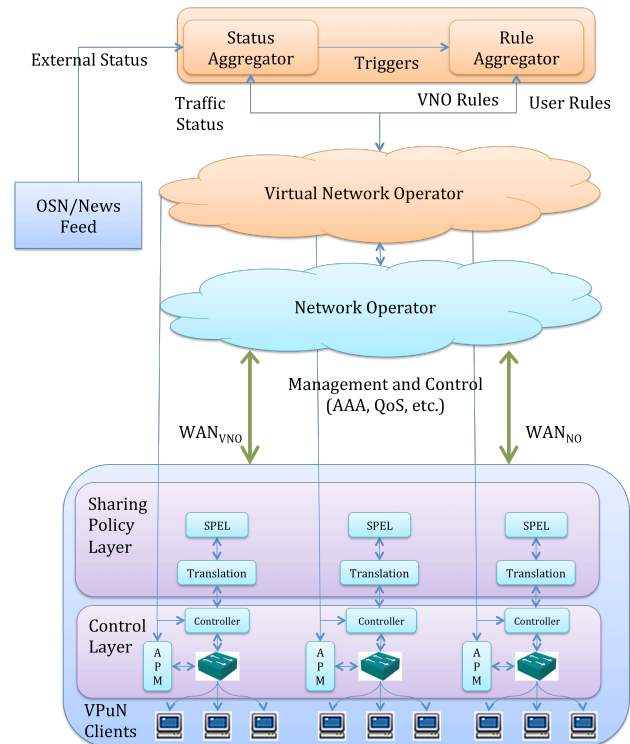 Status
Aggregator
Rule
Aggregator
External Status
Triggers
Traffic
Status
VNO Rules
User Rules
OSN/News
Feed
Virtual Network Operator
Network Operator
Management and Control
(AAA, QoS, etc.)
WANVNO
WANNO
Sharing
Policy
Layer
SPEL
SPEL
SPEL
Translation
Translation
Translation
Control
Layer
Controller
Controller
Controller
A
P
M
A
P
M
A
P
M
VPuN
Clients